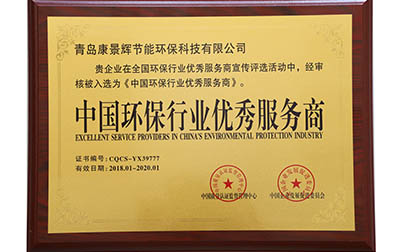 青岛康景辉节能环保科技有限公司
贵企业在全国环保行业优秀服务商宣传评选活动中，经审
核被入选为《中国环保行业优秀服务商》。
中国环保行业优秀服务商
EXCELLENT SERVICE PROVIDERS IN CHINA'S ENVIRONMENTAL PROTECTION INDUSTRY
证书编号: CQCS-YX39777
有效日期: 2018.01-2020.01